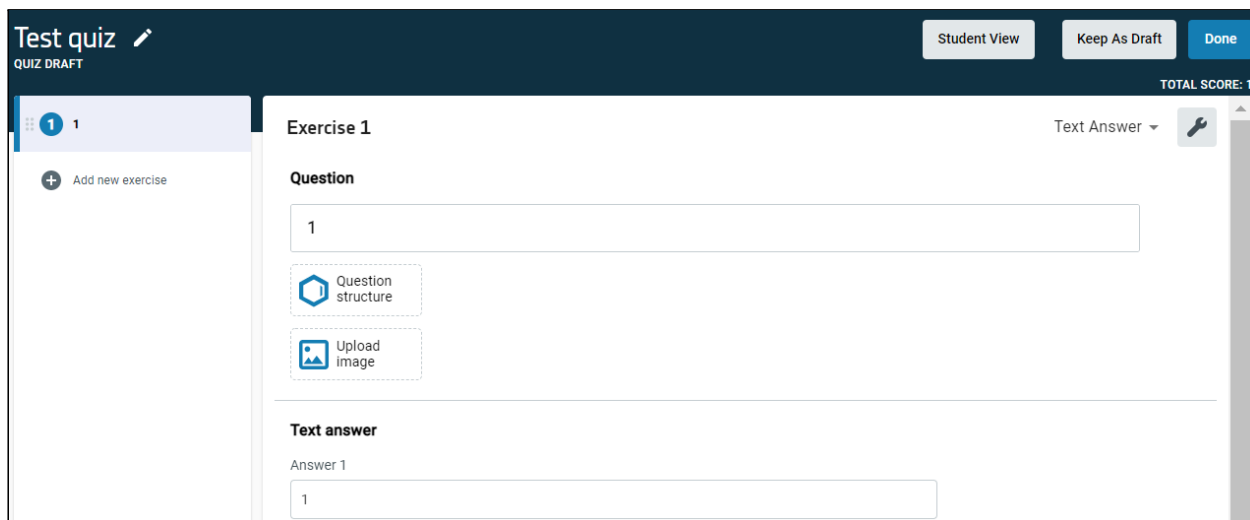 Test quiz
QUIZ DRAFT
Student View
Keep As Draft
Done
TOTAL SCORE: 1
1 1
Add new exercise
Exercise 1
Text Answer
Question
1
Question
structure
Upload
image
Text answer
Answer 1
1